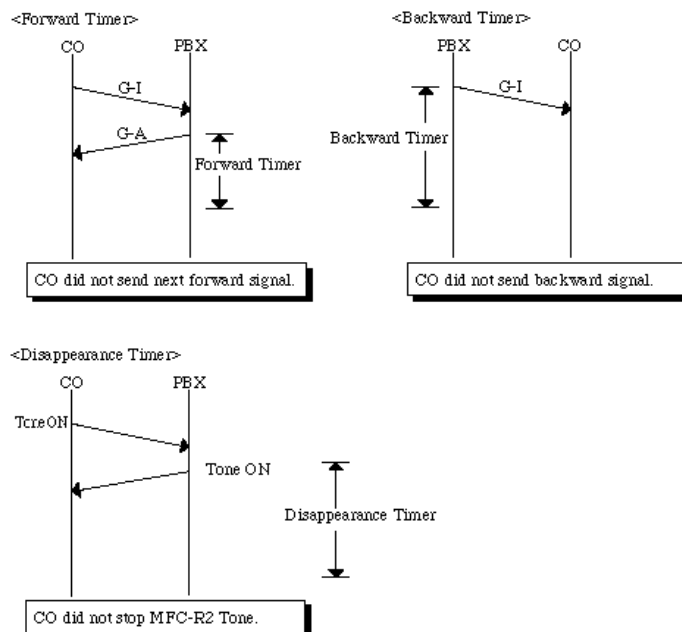 <Forward Timer>
CO PBX
G-I
G-A
Forward Timer
CO did not send next forward signal.
<Backward Timer>
PBX CO
G-I
Backward Timer
CO did not send backward signal.
<Disappearance Timer>
CO PBX
Tone ON
Tone ON
Disappearance Timer
CO did not stop MFC-R2 Tone.